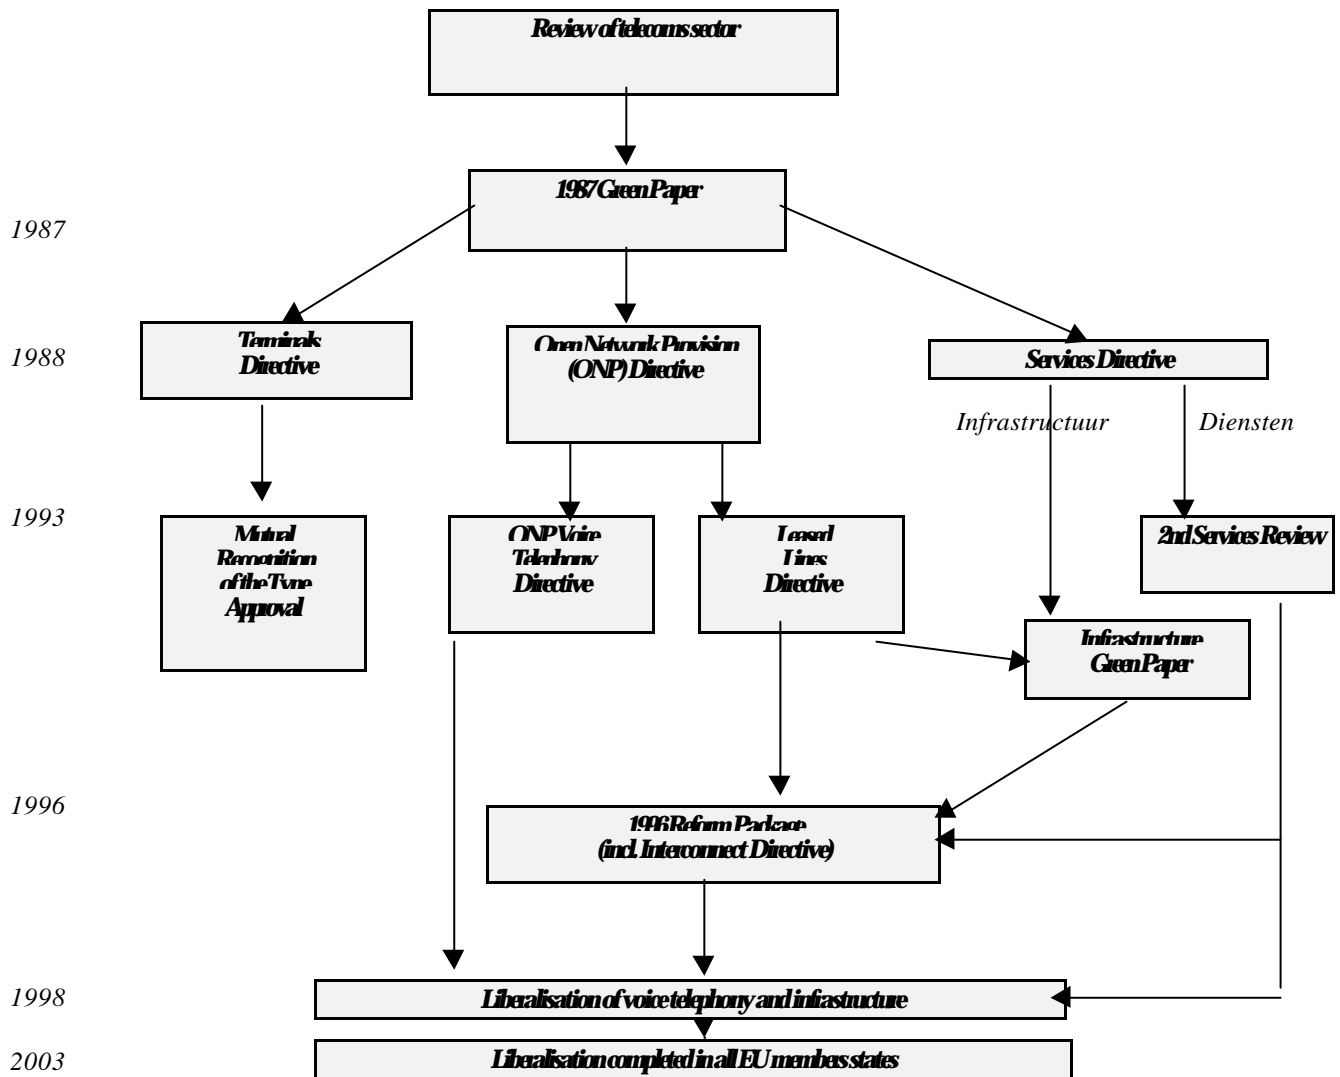 Review of telecoms sector
1987 Green Paper
1987
Terminals
Directive
Open Network Provision
(ONP) Directive
1988
Services Directive
Infrastructuur
Diensten
1993
Mutual
Recognition
of the Type
Approval
ONP Voice
Telephony
Directive
Leased
Lines
Directive
2nd Services Review
Infrastructure
Green Paper
1996
1996 Reform Package
(incl. Interconnect Directive)
1998
Liberalisation of voice telephony and infrastructure
2003
Liberalisation completed in all EU members states